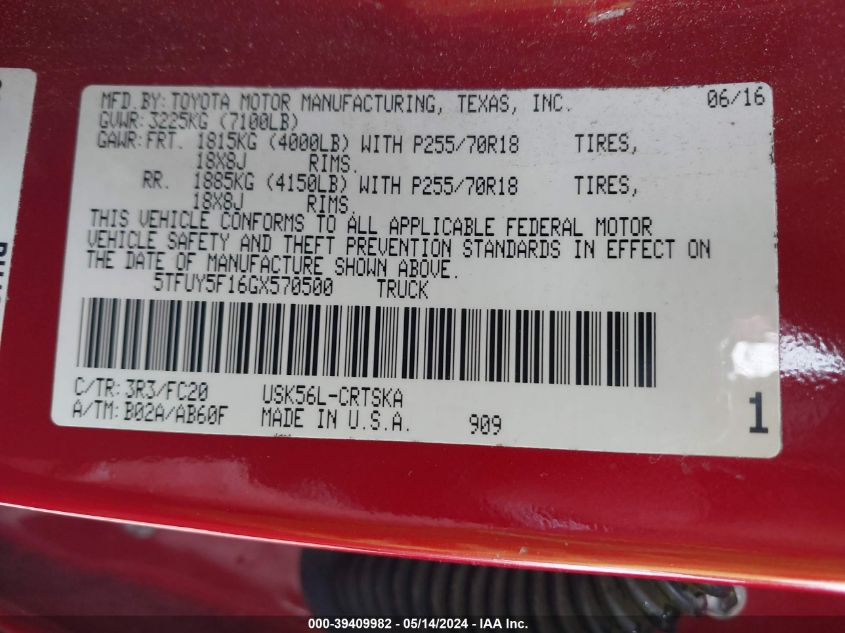 MFD.BY:TOYOTA MOTOR MANUFACTURING, TEXAS, INC. 06/16
GVWR:3225KG (7100LB)
GAWR:FRT. 1815KG (4000LB) WITH P255/70R18 TIRES,
18X8J RIMS.
RR. 1885KG (4150LB) WITH P255/70R18 TIRES,
18X8J RIMS.
THIS VEHICLE CONFORMS TO ALL APPLICABLE FEDERAL MOTOR
VEHICLE SAFETY AND THEFT PREVENTION STANDARDS IN EFFECT ON
THE DATE OF MANUFACTURE SHOWN ABOVE.
5TFUY5F16GX570500 TRUCK
C/TR:3R3/FC20 USK56L-CRTSKA
A/TM:B02A/AB60F MADE IN U.S.A. 909 1
000-39409982 - 05/14/2024 - IAA Inc.